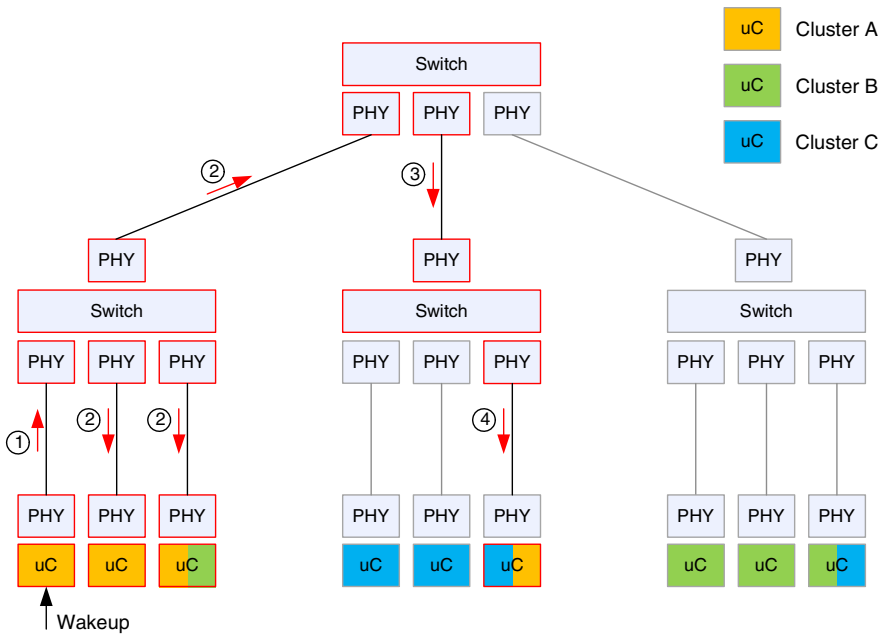 uC Cluster A
Switch
uC Cluster B
PHY PHY PHY
uC Cluster C
② ③
PHY PHY PHY
Switch Switch Switch
PHY PHY PHY PHY PHY PHY PHY PHY PHY
① ② ② ④
PHY PHY PHY PHY PHY PHY PHY PHY PHY
uC uC uC uC uC uC uC uC uC
Wakeup